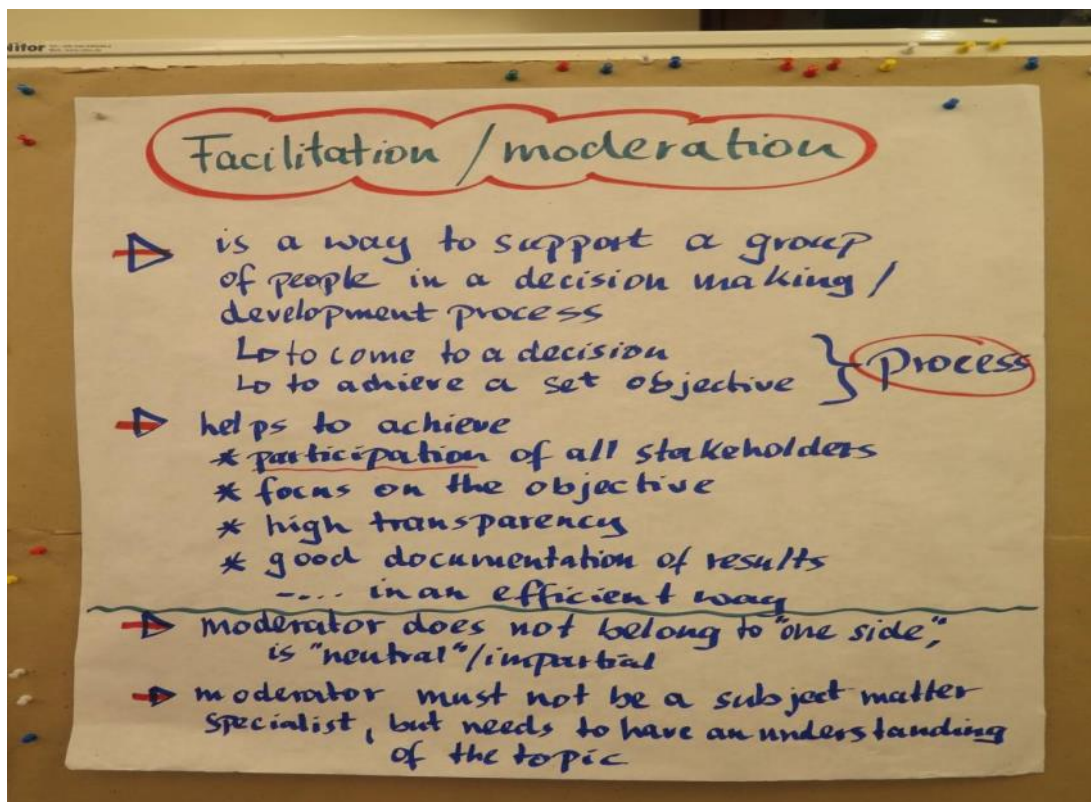 Facilitation / moderation
is a way to support a group
of people in a decision making /
development process
↳ to come to a decision
↳ to achieve a set objective } Process
helps to achieve
* participation of all stakeholders
* focus on the objective
* high transparency
* good documentation of results
-.... in an efficient way
moderator does not belong to "one side",
is "neutral"/impartial
moderator must not be a subject matter
specialist, but needs to have an understanding
of the topic